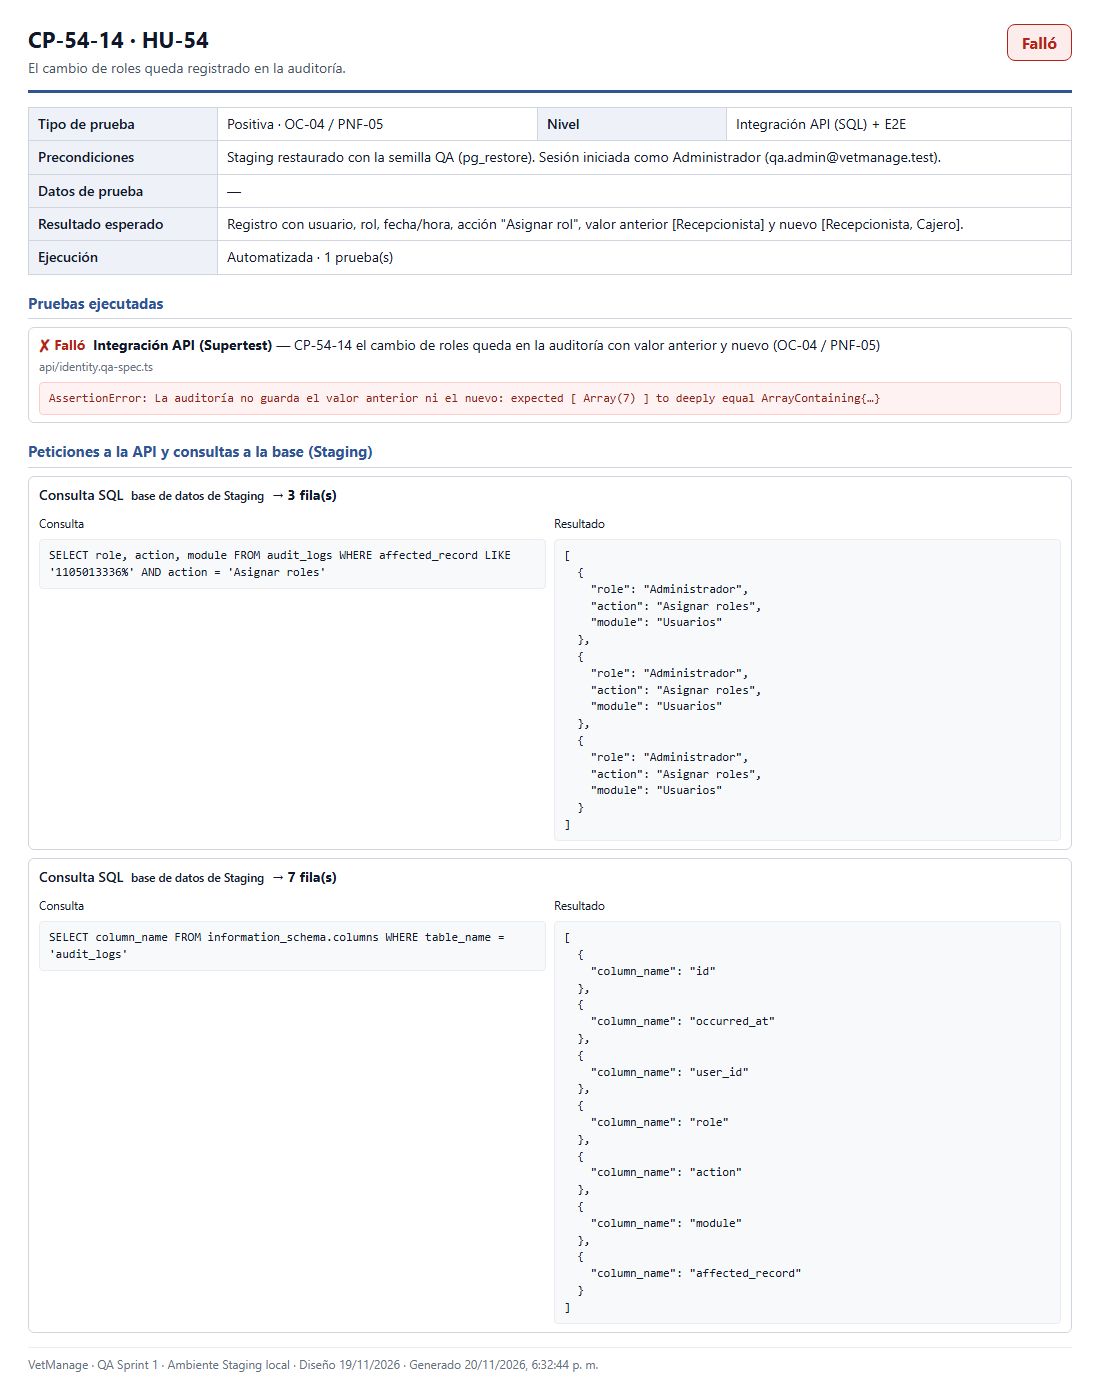 CP-54-14 · HU-54
Falló
El cambio de roles queda registrado en la auditoría.
Tipo de prueba
Positiva · OC-04 / PNF-05
Nivel
Integración API (SQL) + E2E
Precondiciones
Staging restaurado con la semilla QA (pg_restore). Sesión iniciada como Administrador (qa.admin@vetmanage.test).
Datos de prueba
—
Resultado esperado
Registro con usuario, rol, fecha/hora, acción "Asignar rol", valor anterior [Recepcionista] y nuevo [Recepcionista, Cajero].
Ejecución
Automatizada · 1 prueba(s)
Pruebas ejecutadas
✘ Falló Integración API (Supertest) — CP-54-14 el cambio de roles queda en la auditoría con valor anterior y nuevo (OC-04 / PNF-05)
api/identity.qa-spec.ts
AssertionError: La auditoría no guarda el valor anterior ni el nuevo: expected [ Array(7) ] to deeply equal ArrayContaining{…}
Peticiones a la API y consultas a la base (Staging)
Consulta SQL base de datos de Staging → 3 fila(s)
Consulta
SELECT role, action, module FROM audit_logs WHERE affected_record LIKE
'1105013336%' AND action = 'Asignar roles'
Resultado
[
{
"role": "Administrador",
"action": "Asignar roles",
"module": "Usuarios"
},
{
"role": "Administrador",
"action": "Asignar roles",
"module": "Usuarios"
},
{
"role": "Administrador",
"action": "Asignar roles",
"module": "Usuarios"
}
]
Consulta SQL base de datos de Staging → 7 fila(s)
Consulta
SELECT column_name FROM information_schema.columns WHERE table_name =
'audit_logs'
Resultado
[
{
"column_name": "id"
},
{
"column_name": "occurred_at"
},
{
"column_name": "user_id"
},
{
"column_name": "role"
},
{
"column_name": "action"
},
{
"column_name": "module"
},
{
"column_name": "affected_record"
}
]
VetManage · QA Sprint 1 · Ambiente Staging local · Diseño 19/11/2026 · Generado 20/11/2026, 6:32:44 p. m.